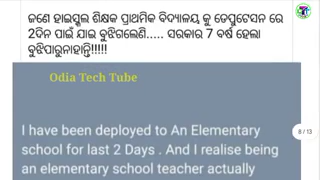 ଜଣେ ହାଇସ୍କୁଲ ଶିକ୍ଷକ ପ୍ରାଥମିକ ବିଦ୍ୟାଳୟ କୁ ଡେପୁଟେସନ ରେ
2ଦିନ ପାଇଁ ଯାଇ ବୁଝିଗଲେଣି..... ସରକାର 7 ବର୍ଷ ହେଲା
ବୁଝିପାରୁନାହାନ୍ତି!!!!!
Odia Tech Tube
8 / 13
I have been deployed to An Elementary
school for last 2 Days . And I realise being
an elementary school teacher actually